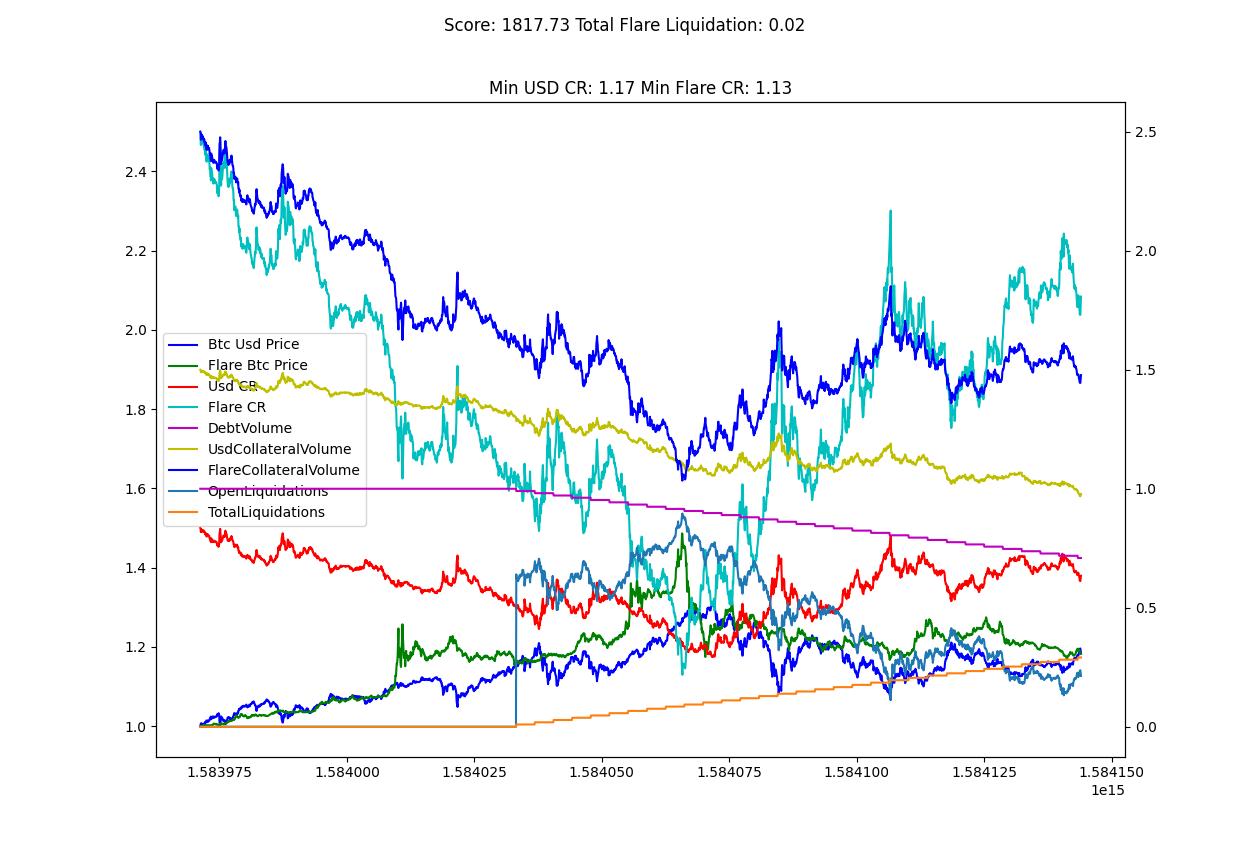 Score: 1817.73 Total Flare Liquidation: 0.02
Min USD CR: 1.17 Min Flare CR: 1.13
2.4
2.2
2.0
1.8
1.6
1.4
1.2
1.0
Btc Usd Price
Flare Btc Price
Usd CR
Flare CR
DebtVolume
UsdCollateralVolume
FlareCollateralVolume
OpenLiquidations
TotalLiquidations
2.5
2.0
1.5
1.0
0.5
0.0
1.583975 1.584000 1.584025 1.584050 1.584075 1.584100 1.584125 1.584150
1e15